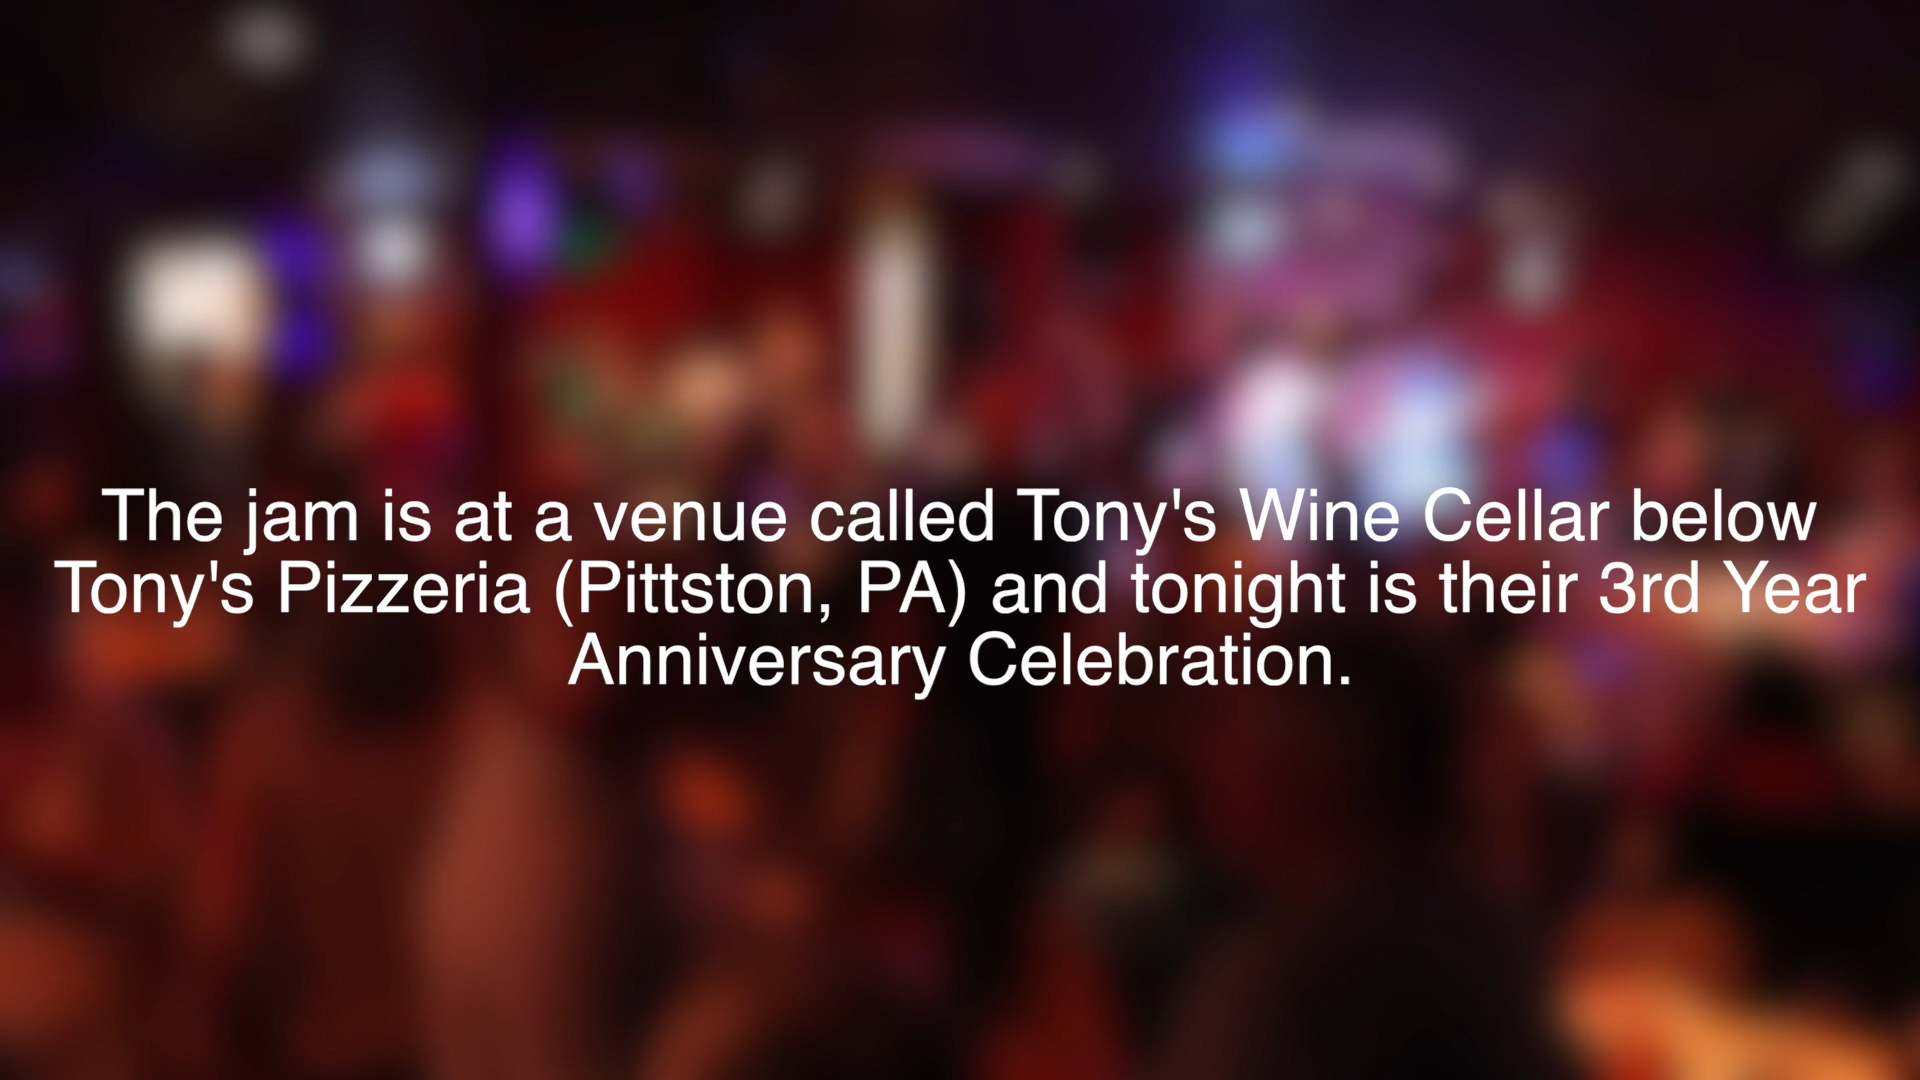 The jam is at a venue called Tony's Wine Cellar below
Tony's Pizzeria (Pittston, PA) and tonight is their 3rd Year
Anniversary Celebration.